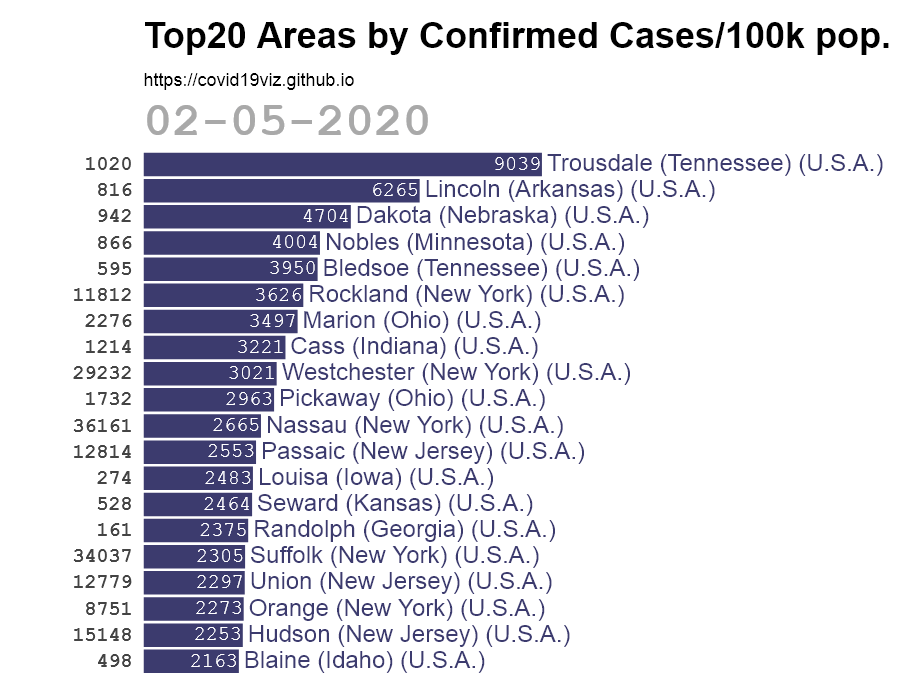 Top20 Areas by Confirmed Cases/100k pop.
https://covid19viz.github.io
02-05-2020
1020 9039 Trousdale (Tennessee) (U.S.A.)
816 6265 Lincoln (Arkansas) (U.S.A.)
942 4704 Dakota (Nebraska) (U.S.A.)
866 4004 Nobles (Minnesota) (U.S.A.)
595 3950 Bledsoe (Tennessee) (U.S.A.)
11812 3626 Rockland (New York) (U.S.A.)
2276 3497 Marion (Ohio) (U.S.A.)
1214 3221 Cass (Indiana) (U.S.A.)
29232 3021 Westchester (New York) (U.S.A.)
1732 2963 Pickaway (Ohio) (U.S.A.)
36161 2665 Nassau (New York) (U.S.A.)
12814 2553 Passaic (New Jersey) (U.S.A.)
274 2483 Louisa (Iowa) (U.S.A.)
528 2464 Seward (Kansas) (U.S.A.)
161 2375 Randolph (Georgia) (U.S.A.)
34037 2305 Suffolk (New York) (U.S.A.)
12779 2297 Union (New Jersey) (U.S.A.)
8751 2273 Orange (New York) (U.S.A.)
15148 2253 Hudson (New Jersey) (U.S.A.)
498 2163 Blaine (Idaho) (U.S.A.)